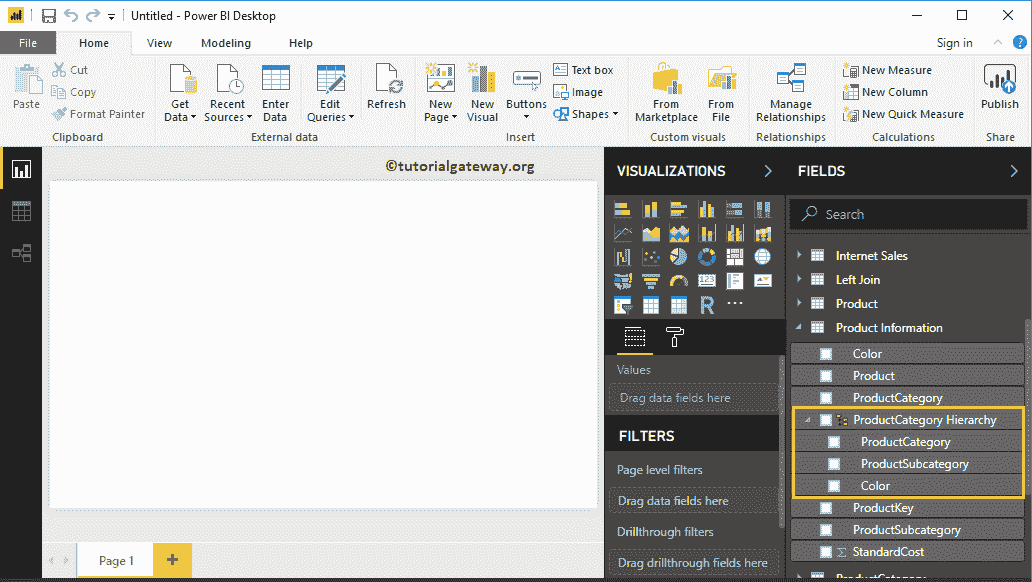 Untitled - Power BI Desktop
File
Home
View
Modeling
Help
Sign in
Paste
Cut
Copy
Format Painter
Clipboard
Get
Data
Recent
Sources
Enter
Data
Edit
Queries
External data
Refresh
New
Page
New
Visual
Buttons
Text box
Image
Shapes
Insert
From
Marketplace
From
File
Custom visuals
Manage
Relationships
Relationships
New Measure
New Column
New Quick Measure
Calculations
Publish
Share
©tutorialgateway.org
VISUALIZATIONS
R
Values
Drag data fields here
FILTERS
Page level filters
Drag data fields here
Drillthrough filters
Drag drillthrough fields here
FIELDS
Search
Internet Sales
Left Join
Product
Product Information
Color
Product
ProductCategory
ProductCategory Hierarchy
ProductCategory
ProductSubcategory
Color
ProductKey
ProductSubcategory
Σ StandardCost
ProductCategory
Page 1